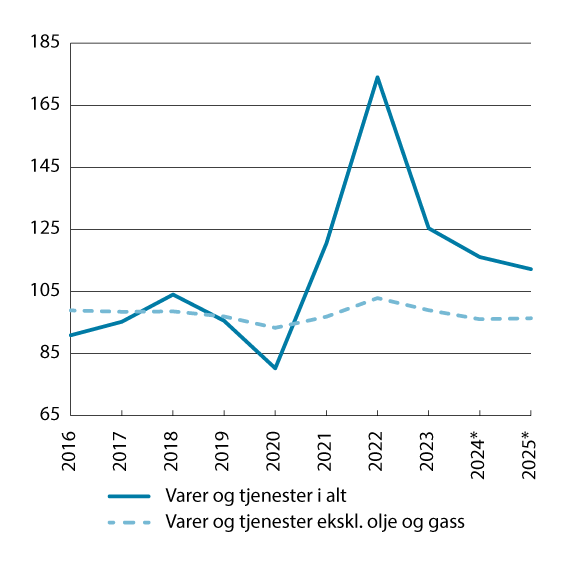 185
165
145
125
105
85
65
2016 2017 2018 2019 2020 2021 2022 2023 2024* 2025*
Varer og tjenester i alt
Varer og tjenester ekskl. olje og gass